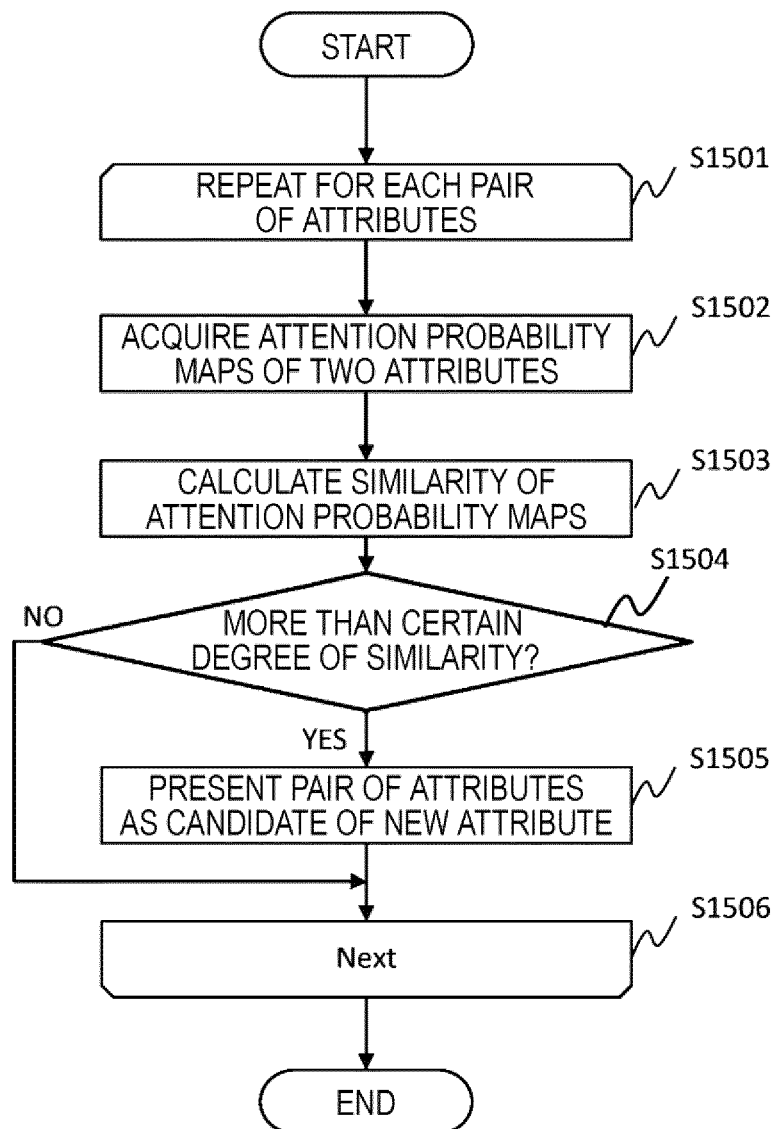 START
S1501
REPEAT FOR EACH PAIR
OF ATTRIBUTES
S1502
ACQUIRE ATTENTION PROBABILITY
MAPS OF TWO ATTRIBUTES
S1503
CALCULATE SIMILARITY OF
ATTENTION PROBABILITY MAPS
S1504
NO
MORE THAN CERTAIN
DEGREE OF SIMILARITY?
YES
S1505
PRESENT PAIR OF ATTRIBUTES
AS CANDIDATE OF NEW ATTRIBUTE
S1506
Next
END